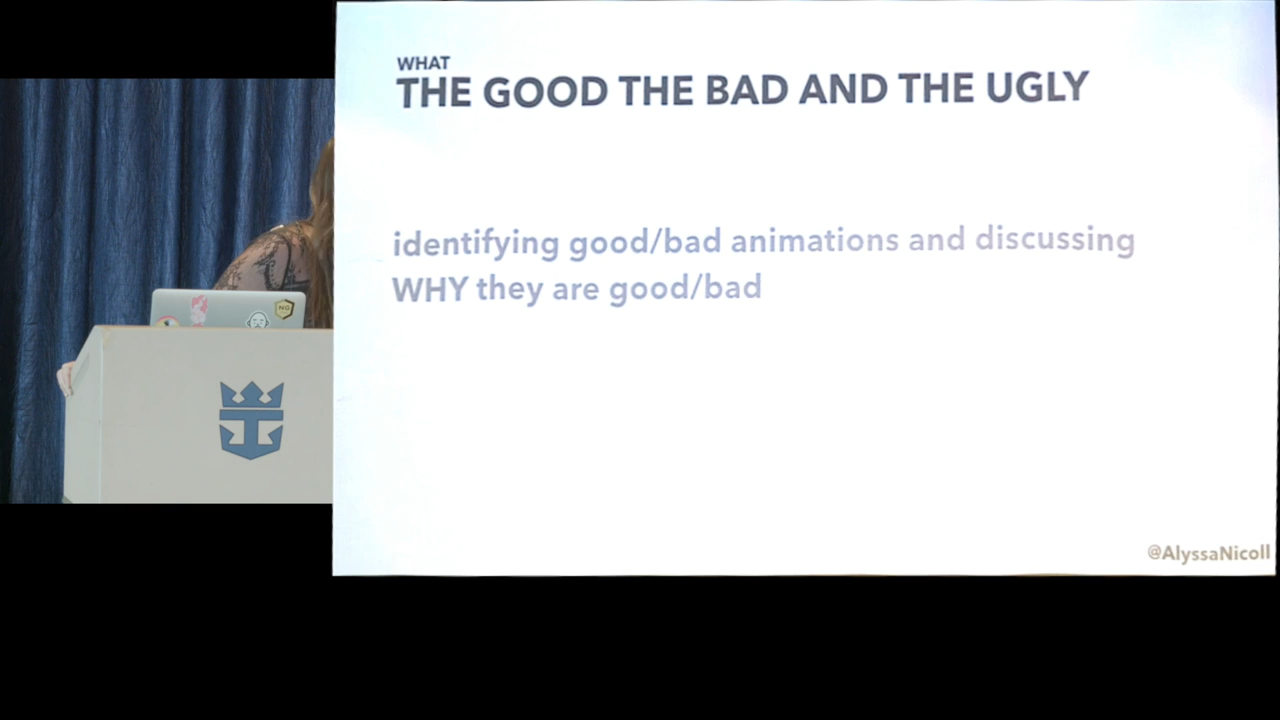 WHAT
THE GOOD THE BAD AND THE UGLY
identifying good/bad animations and discussing
WHY they are good/bad
@AlyssaNicoll
NG